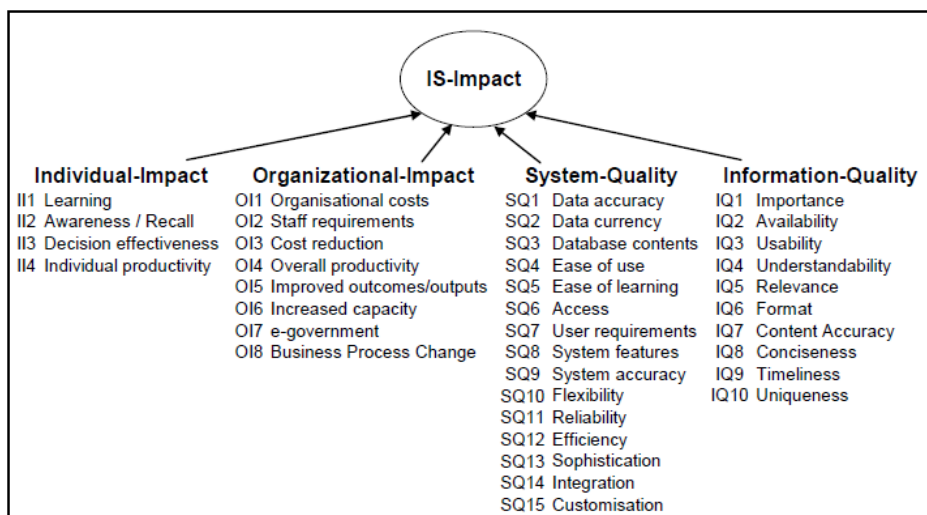 IS-Impact
Individual-Impact
II1 Learning
II2 Awareness / Recall
II3 Decision effectiveness
II4 Individual productivity
Organizational-Impact
OI1 Organisational costs
OI2 Staff requirements
OI3 Cost reduction
OI4 Overall productivity
OI5 Improved outcomes/outputs
OI6 Increased capacity
OI7 e-government
OI8 Business Process Change
System-Quality
SQ1 Data accuracy
SQ2 Data currency
SQ3 Database contents
SQ4 Ease of use
SQ5 Ease of learning
SQ6 Access
SQ7 User requirements
SQ8 System features
SQ9 System accuracy
SQ10 Flexibility
SQ11 Reliability
SQ12 Efficiency
SQ13 Sophistication
SQ14 Integration
SQ15 Customisation
Information-Quality
IQ1 Importance
IQ2 Availability
IQ3 Usability
IQ4 Understandability
IQ5 Relevance
IQ6 Format
IQ7 Content Accuracy
IQ8 Conciseness
IQ9 Timeliness
IQ10 Uniqueness